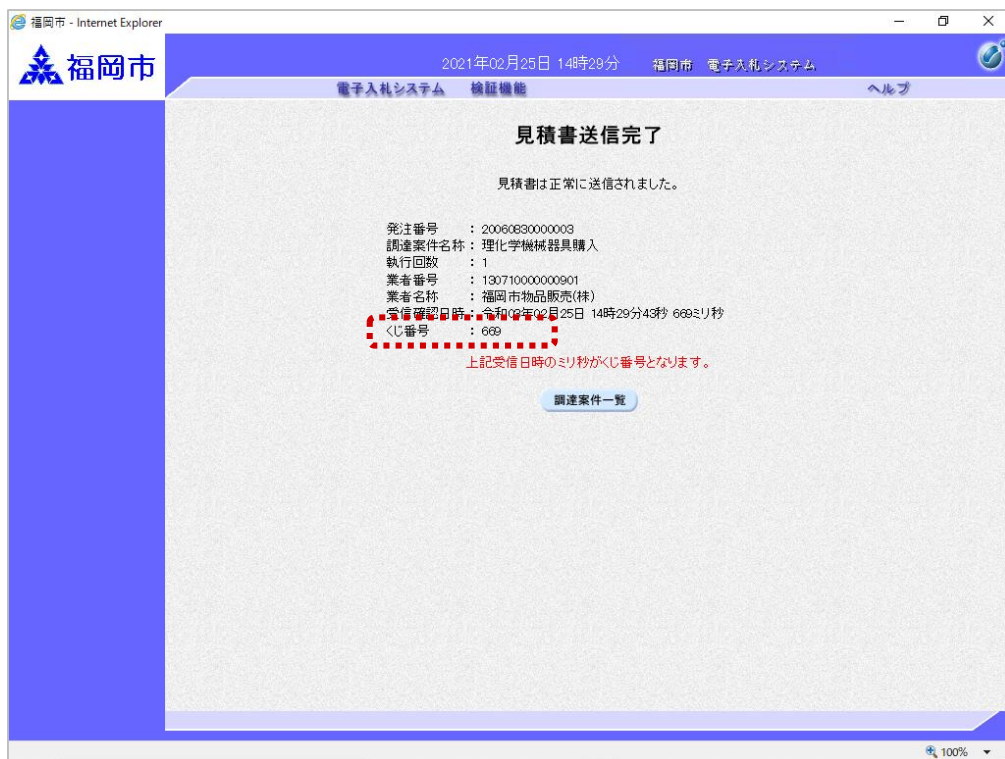 福岡市 - Internet Explorer
福岡市
2021年02月25日 14時29分 福岡市 電子入札システム
電子入札システム 検証機能 ヘルプ
見積書送信完了
見積書は正常に送信されました。
発注番号 : 20060830000003
調達案件名称 : 理化学機械器具購入
執行回数 : 1
業者番号 : 130710000000901
業者名称 : 福岡市物品販売(株)
受信確認日時 : 令和03年02月25日 14時29分43秒 669ミリ秒
くじ番号 : 669
上記受信日時のミリ秒がくじ番号となります。
調達案件一覧
100%